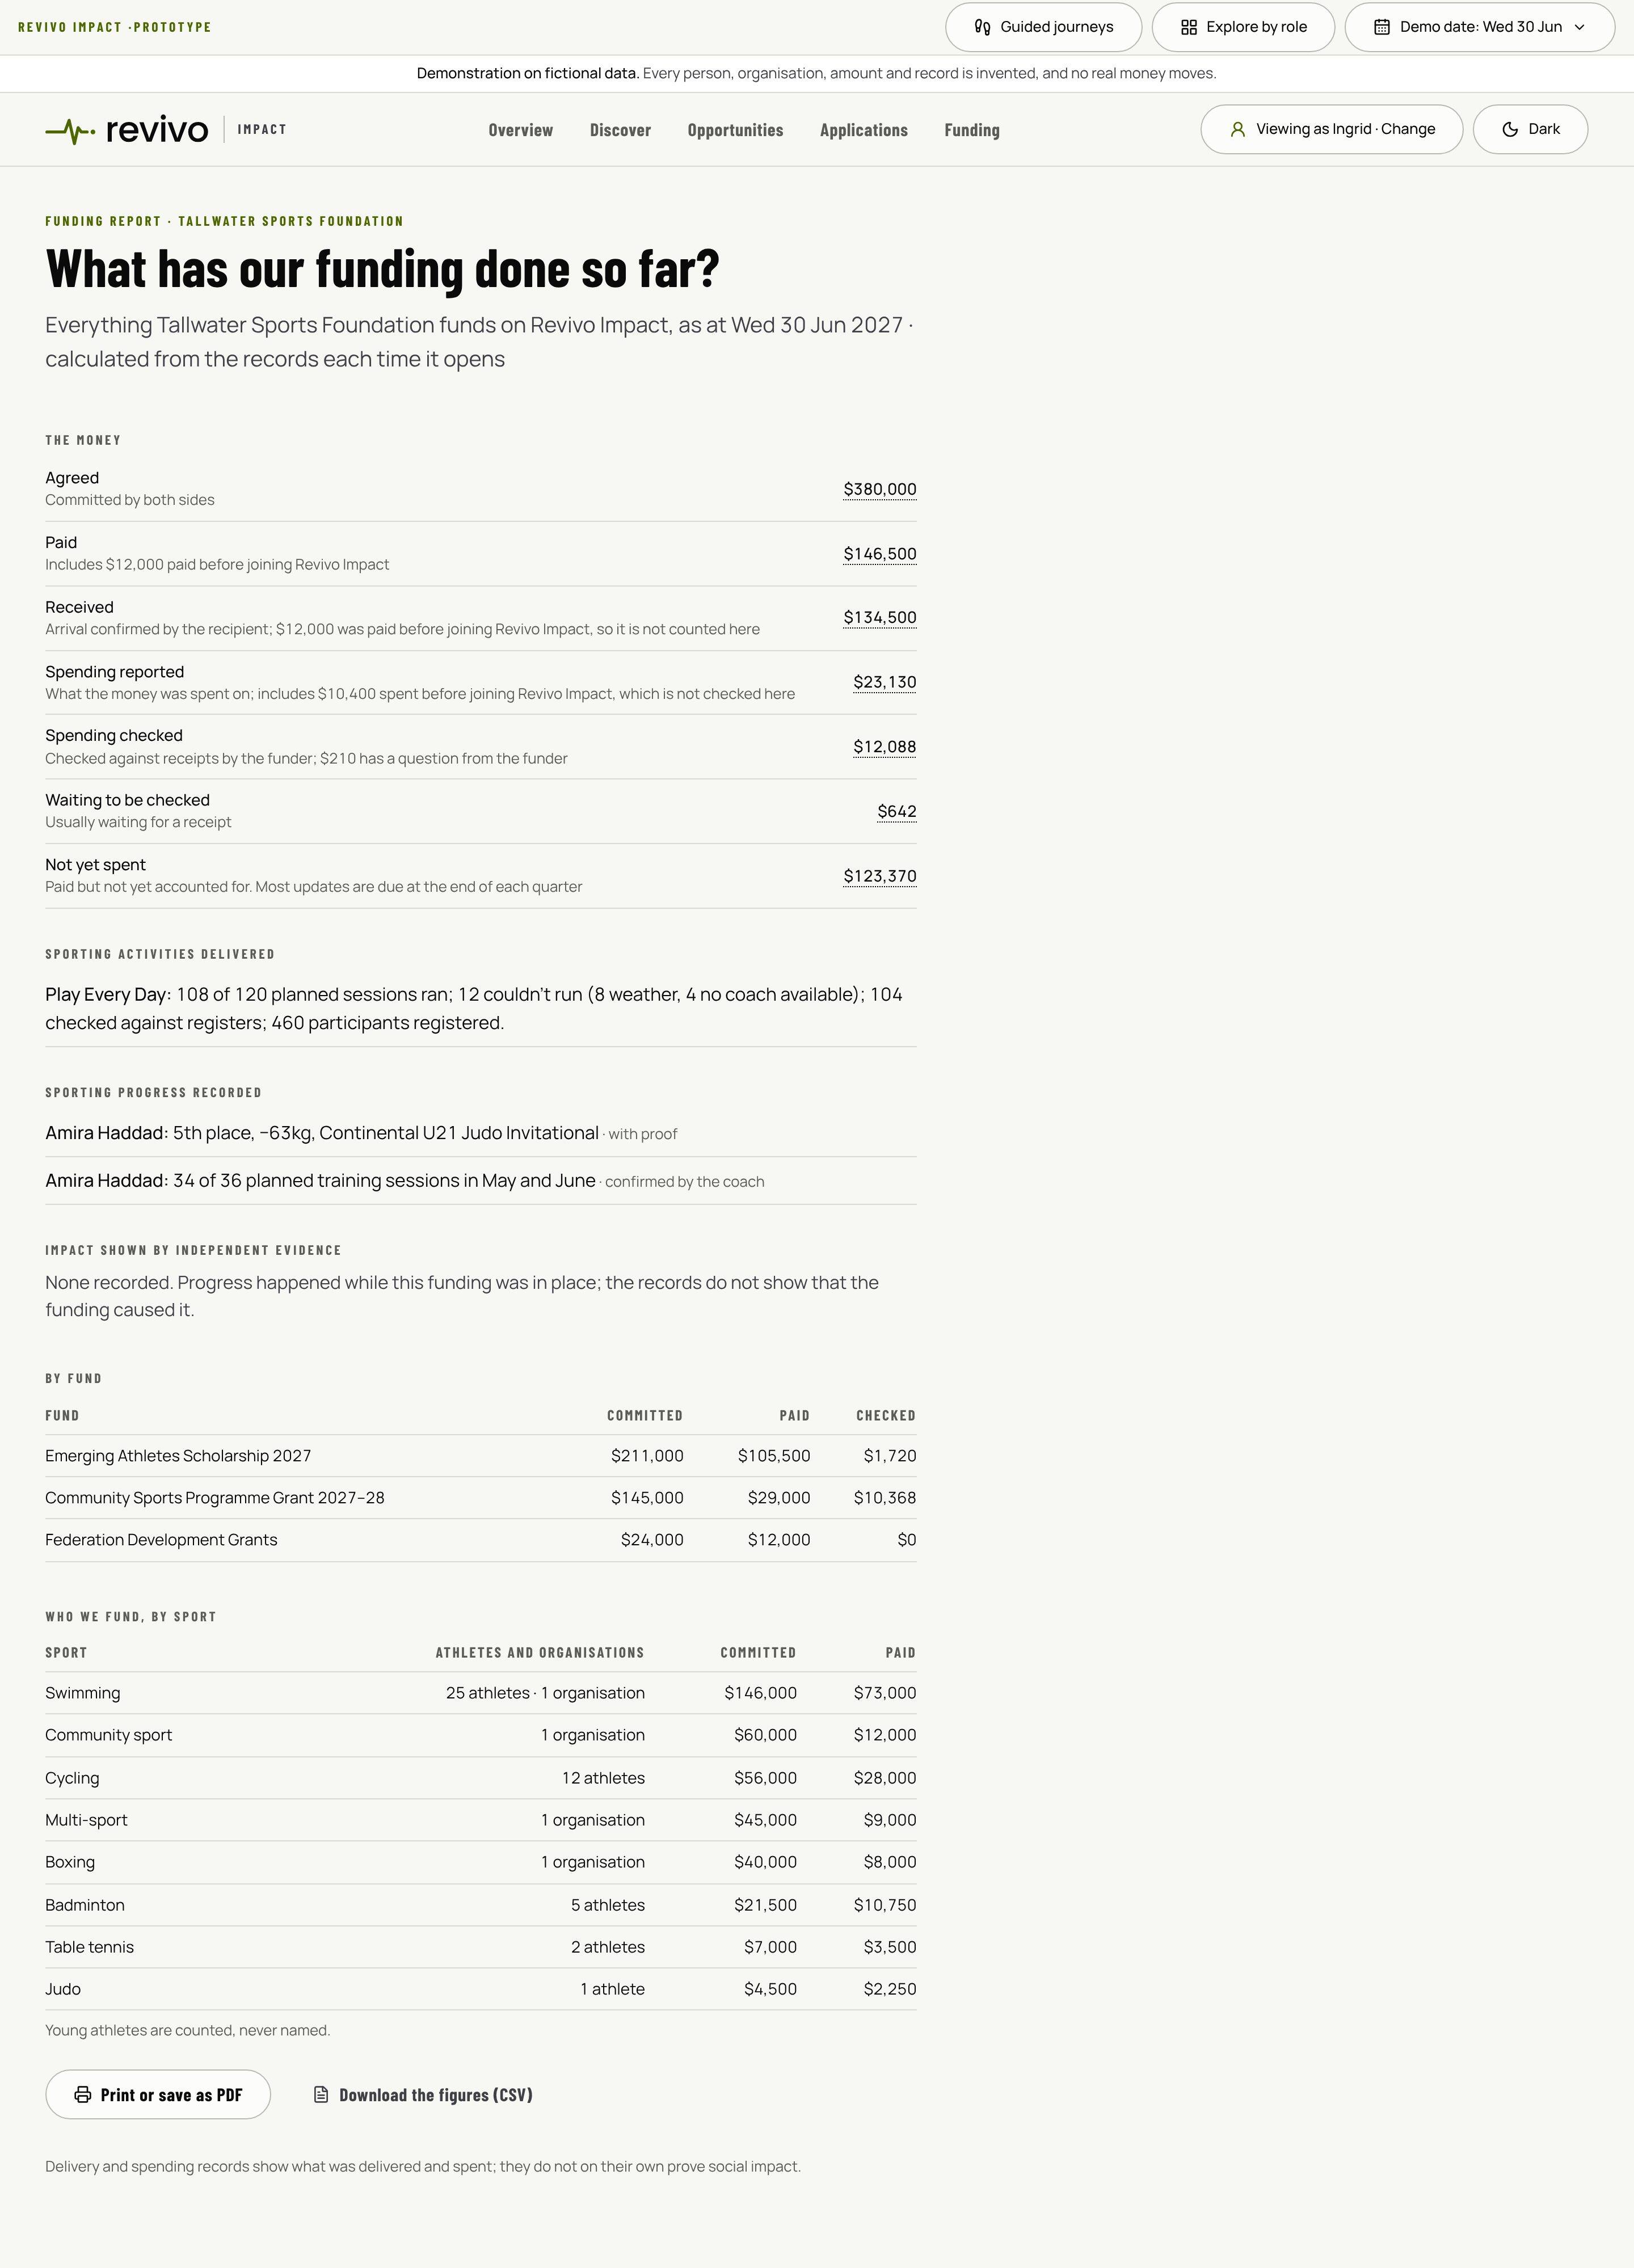 REVIVO IMPACT · PROTOTYPE
Guided journeys
Explore by role
Demo date: Wed 30 Jun
Demonstration on fictional data. Every person, organisation, amount and record is invented, and no real money moves.
revivo
IMPACT
Overview
Discover
Opportunities
Applications
Funding
Viewing as Ingrid · Change
Dark
FUNDING REPORT · TALLWATER SPORTS FOUNDATION
What has our funding done so far?
Everything Tallwater Sports Foundation funds on Revivo Impact, as at Wed 30 Jun 2027 ·
calculated from the records each time it opens
THE MONEY
Agreed
Committed by both sides
$380,000
Paid
Includes $12,000 paid before joining Revivo Impact
$146,500
Received
Arrival confirmed by the recipient; $12,000 was paid before joining Revivo Impact, so it is not counted here
$134,500
Spending reported
What the money was spent on; includes $10,400 spent before joining Revivo Impact, which is not checked here
$23,130
Spending checked
Checked against receipts by the funder; $210 has a question from the funder
$12,088
Waiting to be checked
Usually waiting for a receipt
$642
Not yet spent
Paid but not yet accounted for. Most updates are due at the end of each quarter
$123,370
SPORTING ACTIVITIES DELIVERED
Play Every Day: 108 of 120 planned sessions ran; 12 couldn't run (8 weather, 4 no coach available); 104
checked against registers; 460 participants registered.
SPORTING PROGRESS RECORDED
Amira Haddad: 5th place, −63kg, Continental U21 Judo Invitational · with proof
Amira Haddad: 34 of 36 planned training sessions in May and June · confirmed by the coach
IMPACT SHOWN BY INDEPENDENT EVIDENCE
None recorded. Progress happened while this funding was in place; the records do not show that the
funding caused it.
BY FUND
FUND COMMITTED PAID CHECKED
Emerging Athletes Scholarship 2027 $211,000 $105,500 $1,720
Community Sports Programme Grant 2027–28 $145,000 $29,000 $10,368
Federation Development Grants $24,000 $12,000 $0
WHO WE FUND, BY SPORT
SPORT ATHLETES AND ORGANISATIONS COMMITTED PAID
Swimming 25 athletes · 1 organisation $146,000 $73,000
Community sport 1 organisation $60,000 $12,000
Cycling 12 athletes $56,000 $28,000
Multi-sport 1 organisation $45,000 $9,000
Boxing 1 organisation $40,000 $8,000
Badminton 5 athletes $21,500 $10,750
Table tennis 2 athletes $7,000 $3,500
Judo 1 athlete $4,500 $2,250
Young athletes are counted, never named.
Print or save as PDF
Download the figures (CSV)
Delivery and spending records show what was delivered and spent; they do not on their own prove social impact.